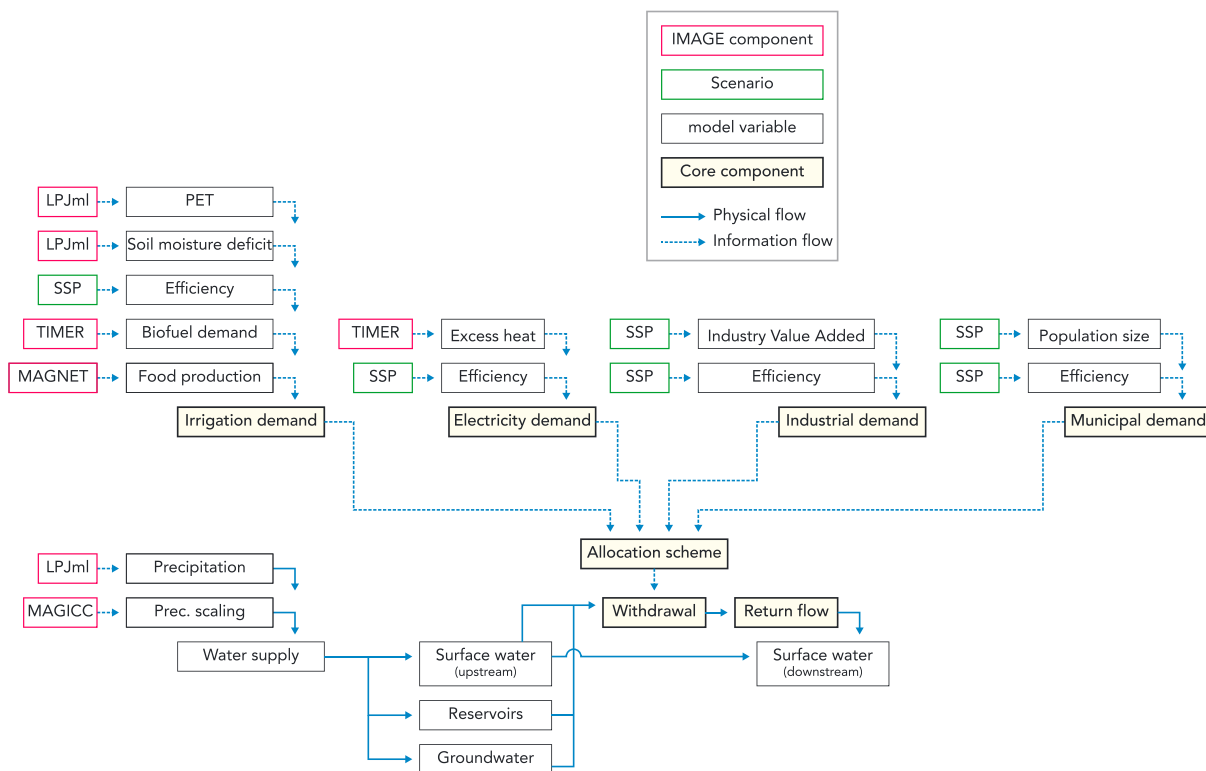 IMAGE component
Scenario
model variable
Core component
Physical flow
Information flow
LPJml
PET
LPJml
Soil moisture deficit
SSP
Efficiency
TIMER
Biofuel demand
MAGNET
Food production
Irrigation demand
TIMER
Excess heat
SSP
Efficiency
Electricity demand
SSP
Industry Value Added
SSP
Efficiency
Industrial demand
SSP
Population size
SSP
Efficiency
Municipal demand
Allocation scheme
LPJml
Precipitation
MAGICC
Prec. scaling
Water supply
Withdrawal
Return flow
Surface water
(upstream)
Surface water
(downstream)
Reservoirs
Groundwater